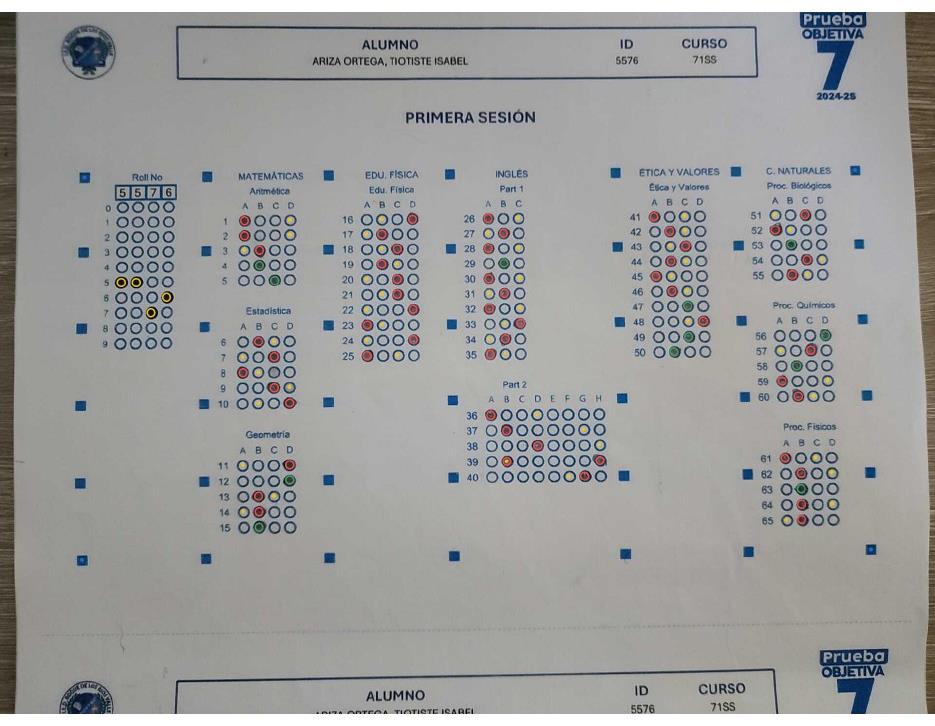 Prueba
OBJETIVA
7
2024-25
ALUMNO ID CURSO
ARIZA ORTEGA, TIOTISTE ISABEL 5576 71SS
PRIMERA SESIÓN
Roll No
5 5 7 6
0
1
2
3
4
5
6
7
8
9
MATEMÁTICAS
Aritmética
A B C D
1
2
3
4
5
Estadística
A B C D
6
7
8
9
10
Geometría
A B C D
11
12
13
14
15
EDU. FÍSICA
Edu. Física
A B C D
16
17
18
19
20
21
22
23
24
25
INGLÉS
Part 1
A B C
26
27
28
29
30
31
32
33
34
35
Part 2
A B C D E F G H
36
37
38
39
40
ÉTICA Y VALORES
Ética y Valores
A B C D
41
42
43
44
45
46
47
48
49
50
C. NATURALES
Proc. Biológicos
A B C D
51
52
53
54
55
Proc. Químicos
A B C D
56
57
58
59
60
Proc. Físicos
A B C D
61
62
63
64
65
Prueba
OBJETIVA
7
ALUMNO ID CURSO
ARIZA ORTEGA, TIOTISTE ISABEL 5576 71SS